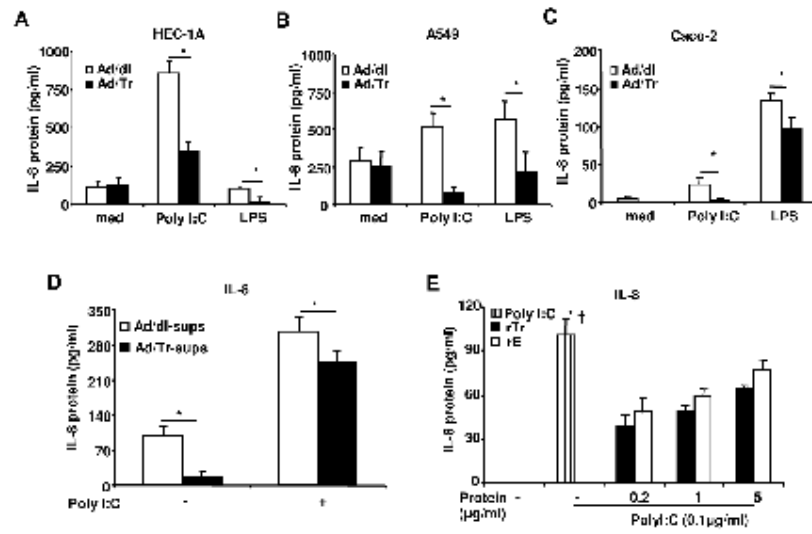 A
HEC-1A
IL-8 protein (pg/ml)
1000
750
500
250
0
Ad/dl
Ad/Tr
*
*
med
Poly I:C
LPS
B
A549
IL-8 protein (pg/ml)
1000
750
500
250
0
Ad/dl
Ad/Tr
*
*
med
Poly I:C
LPS
C
Caco-2
IL-8 protein (pg/ml)
200
150
100
50
0
Ad/dl
Ad/Tr
*
*
med
Poly I:C
LPS
D
IL-8
IL-8 protein (pg/ml)
350
280
210
140
70
0
Ad/dl-sups
Ad/Tr-sups
*
*
Poly I:C
-
+
E
IL-8
IL-8 protein (pg/ml)
120
90
60
30
0
Poly I:C
rTr
rE
* †
Protein - - 0.2 1 5
(µg/ml)
PolyI:C (0.1µg/ml)